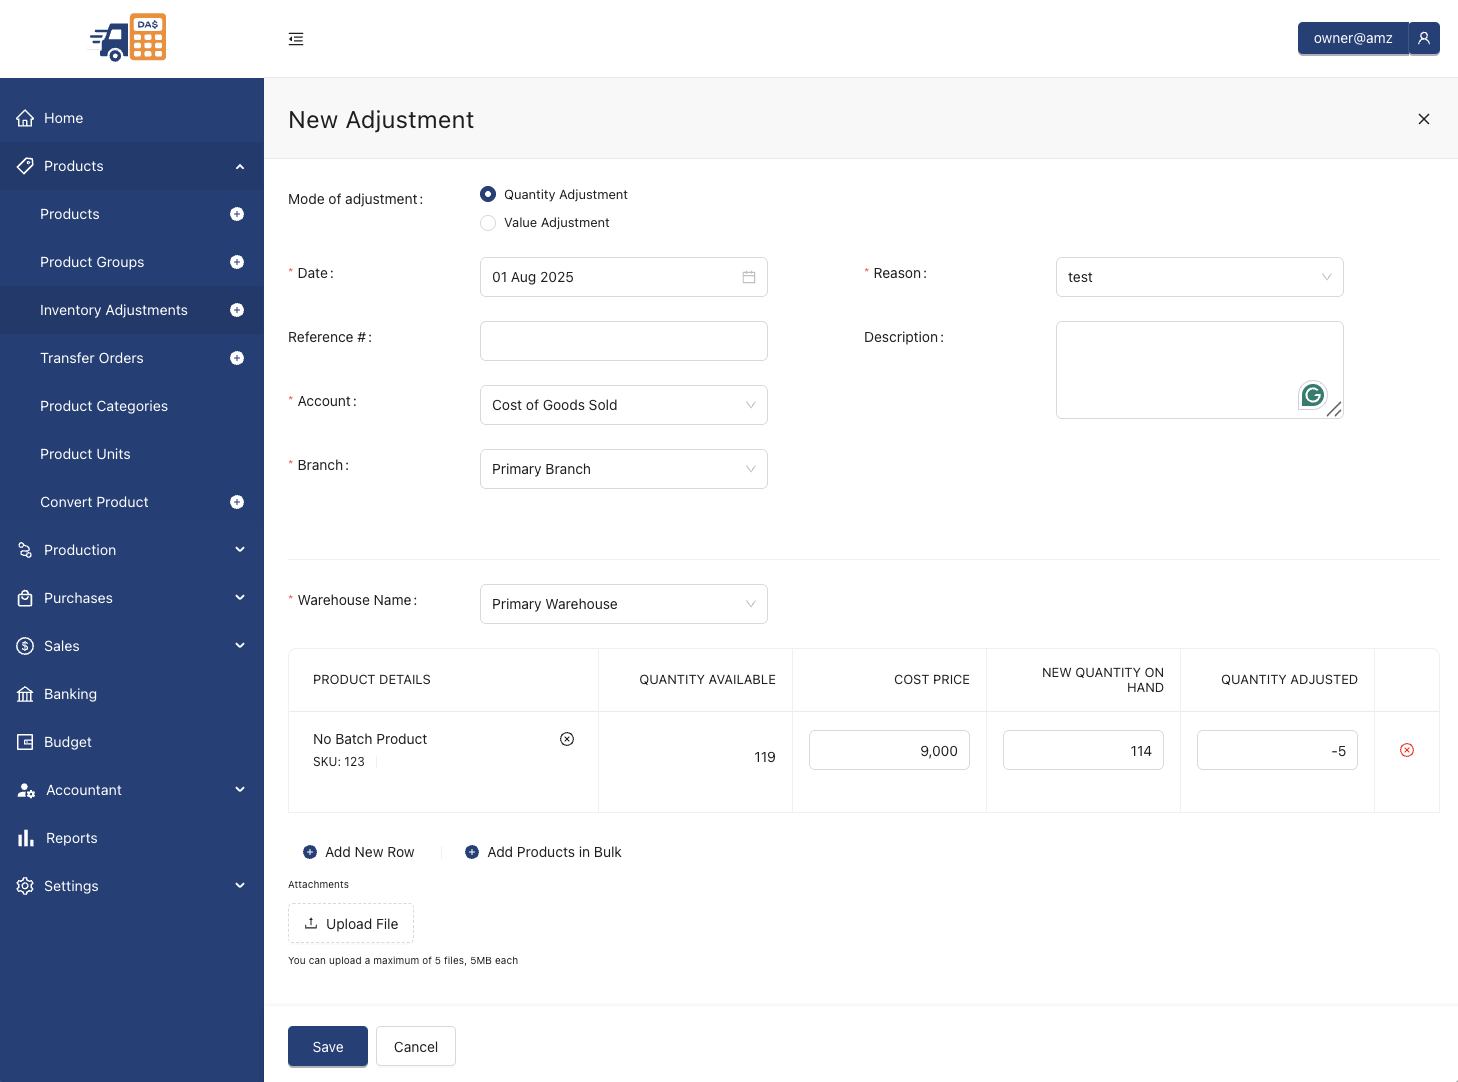 DA$
owner@amz
Home
Products
Products
Product Groups
Inventory Adjustments
Transfer Orders
Product Categories
Product Units
Convert Product
Production
Purchases
Sales
Banking
Budget
Accountant
Reports
Settings
New Adjustment
Mode of adjustment:
Quantity Adjustment
Value Adjustment
* Date: 01 Aug 2025
* Reason: test
Reference #:
Description:
* Account: Cost of Goods Sold
* Branch: Primary Branch
* Warehouse Name: Primary Warehouse
PRODUCT DETAILS QUANTITY AVAILABLE COST PRICE NEW QUANTITY ON HAND QUANTITY ADJUSTED
No Batch Product 119 9,000 114 -5
SKU: 123
Add New Row Add Products in Bulk
Attachments
Upload File
You can upload a maximum of 5 files, 5MB each
Save Cancel